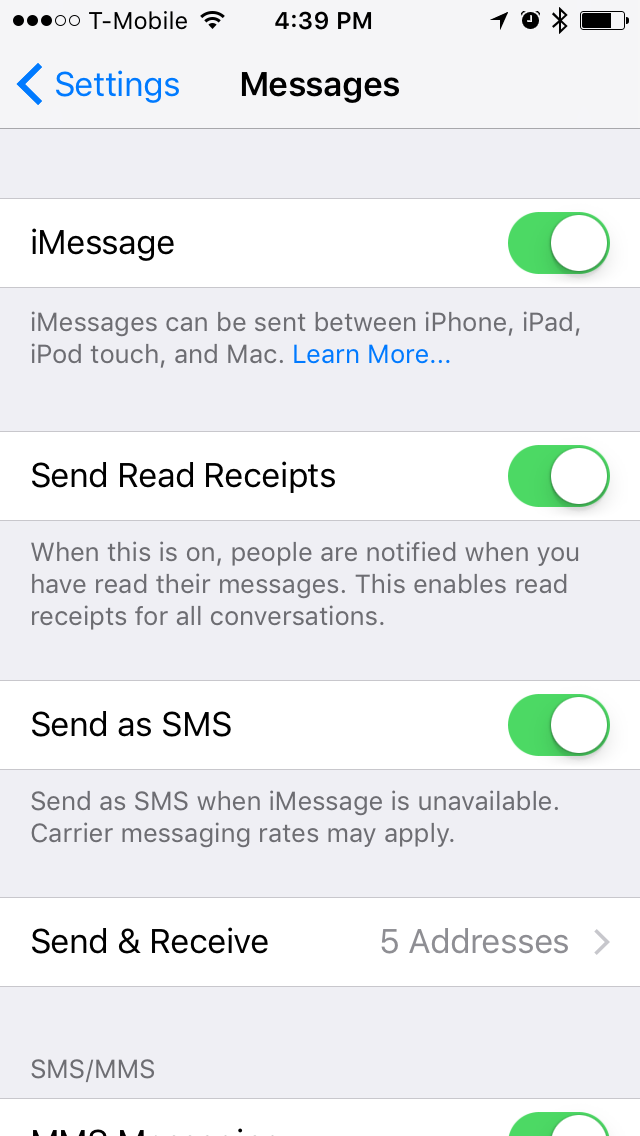 T-Mobile 4:39 PM
Settings Messages
iMessage
iMessages can be sent between iPhone, iPad,
iPod touch, and Mac. Learn More...
Send Read Receipts
When this is on, people are notified when you
have read their messages. This enables read
receipts for all conversations.
Send as SMS
Send as SMS when iMessage is unavailable.
Carrier messaging rates may apply.
Send & Receive 5 Addresses
SMS/MMS